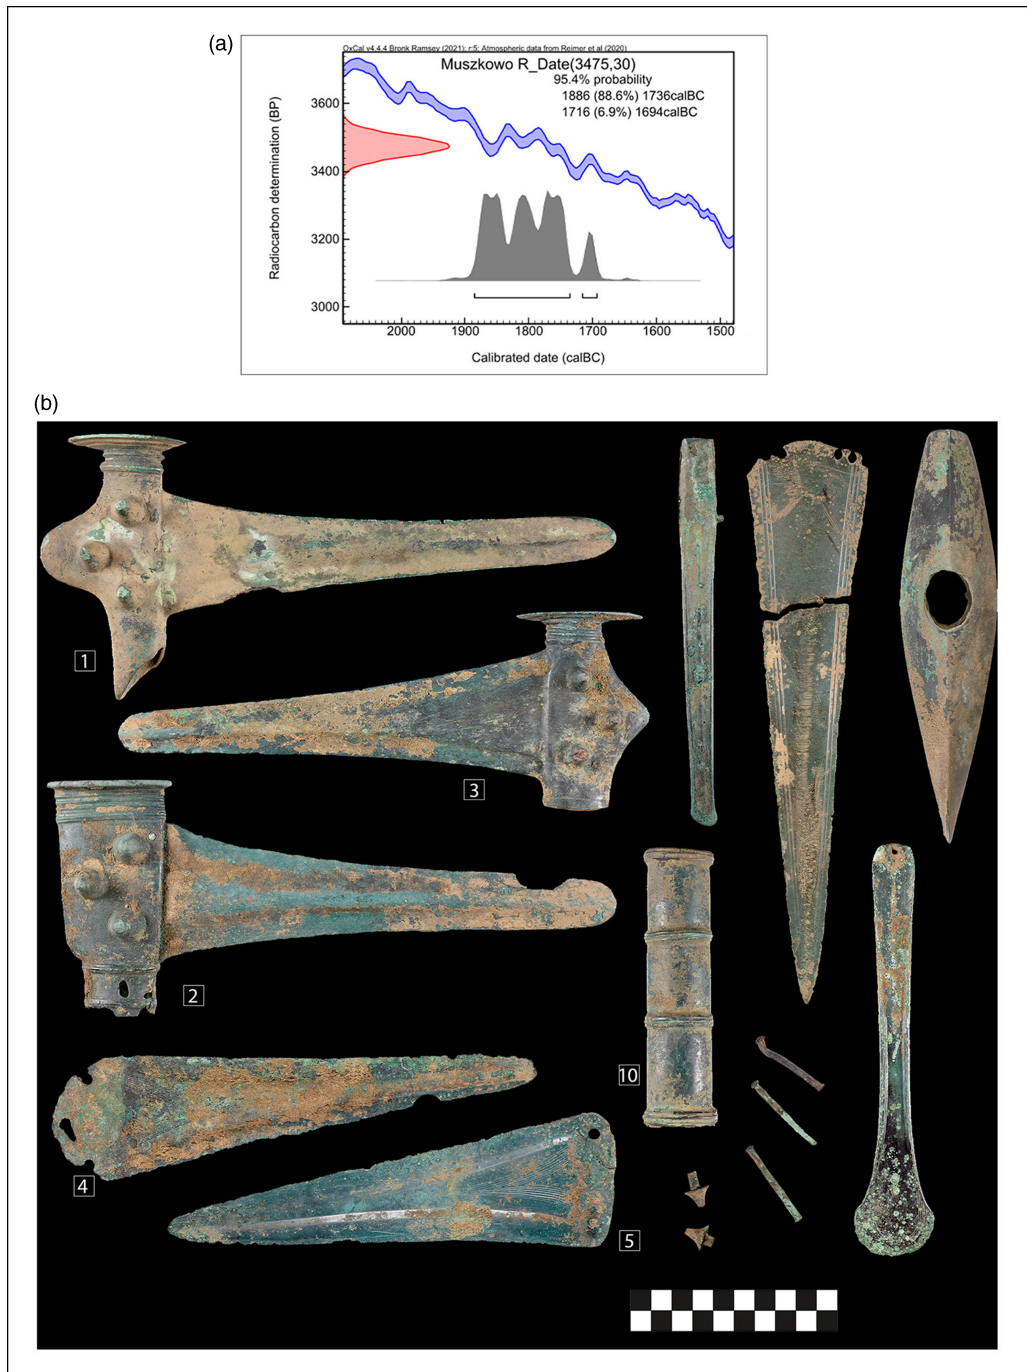 (a)
OxCal v4.4.4 Bronk Ramsey (2021); r:5; Atmospheric data from Reimer et al (2020)
Muszkowo R_Date(3475,30)
95.4% probability
1886 (88.6%) 1736calBC
1716 (6.9%) 1694calBC
Radiocarbon determination (BP)
3600
3400
3200
3000
2000 1900 1800 1700 1600 1500
Calibrated date (calBC)
(b)
1
3
2
10
4
5